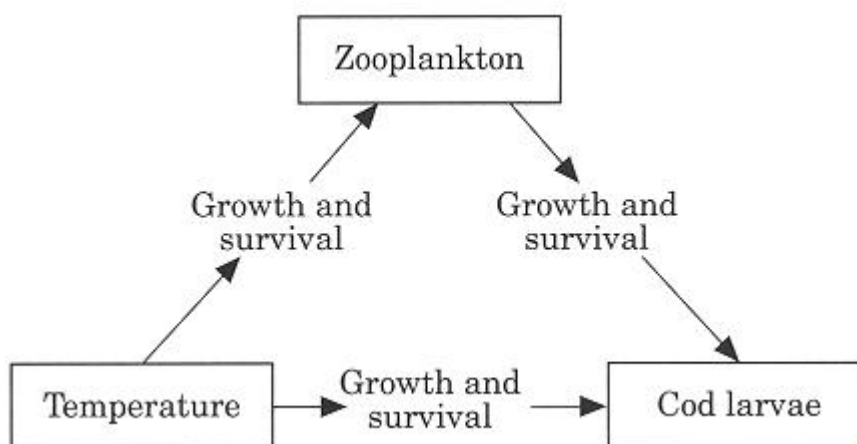 Zooplankton
Growth and
survival
Growth and
survival
Temperature
Growth and
survival
Cod larvae